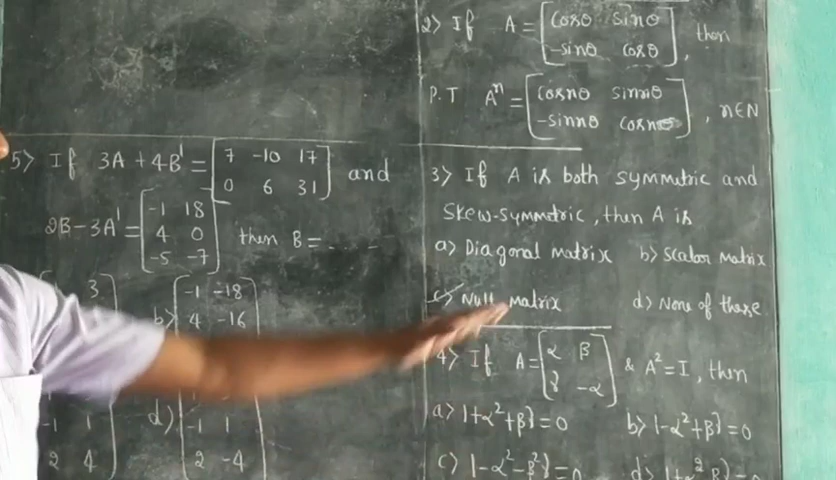 2) If A = [cosθ sinθ
-sinθ cosθ], then
P.T Aⁿ = [cosnθ sinnθ
-sinnθ cosnθ], n∈N
3) If A is both symmetric and
skew-symmetric, then A is
a) Diagonal matrix b) scalar matrix
c) Null matrix d) None of these
4) If A = [α β
γ -α] & A² = I, then
a) 1+α²+βγ=0 b) 1-α²+βγ=0
c) 1-α²-βγ=0
5) If 3A + 4B' = [7 -10 17
0 6 31] and
2B - 3A' = [-1 18
4 0
-5 -7] then B = ----
3
b) [-1 -18
4 -16
-1 1
2 4
d) -1 1
2 -4